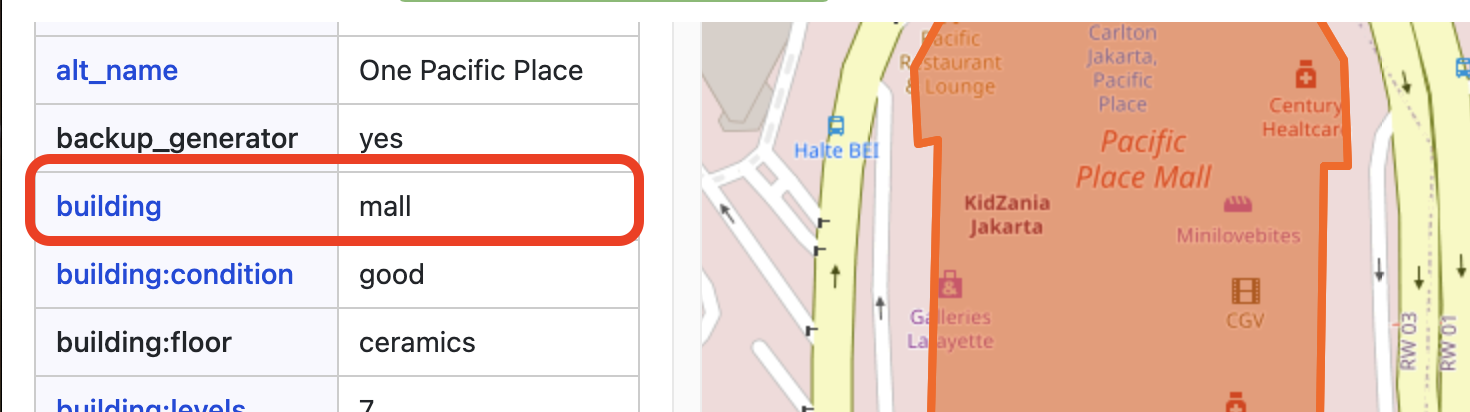 alt_name One Pacific Place
backup_generator yes
building mall
building:condition good
building:floor ceramics
building:levels 7
Pacific
Restaurant
& Lounge
Carlton
Jakarta,
Pacific
Place
Century
Healtcare
Halte BEI
Pacific
Place Mall
KidZania
Jakarta
Minilovebites
Galleries
Lafayette
CGV
RW 03
RW 01